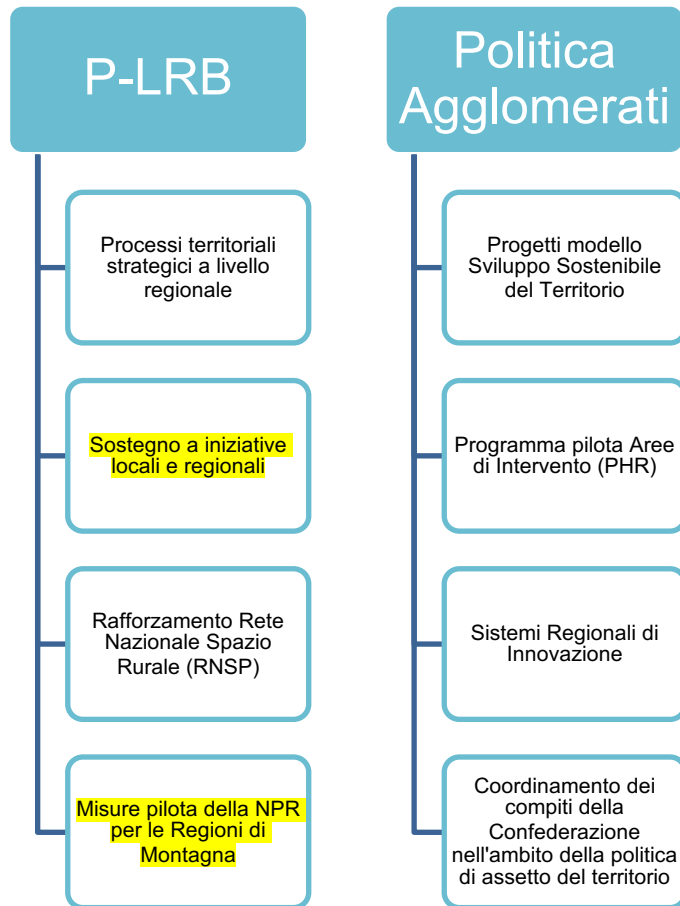 P-LRB
Processi territoriali
strategici a livello
regionale
Sostegno a iniziative
locali e regionali
Rafforzamento Rete
Nazionale Spazio
Rurale (RNSP)
Misure pilota della NPR
per le Regioni di
Montagna
Politica
Agglomerati
Progetti modello
Sviluppo Sostenibile
del Territorio
Programma pilota Aree
di Intervento (PHR)
Sistemi Regionali di
Innovazione
Coordinamento dei
compiti della
Confederazione
nell'ambito della politica
di assetto del territorio